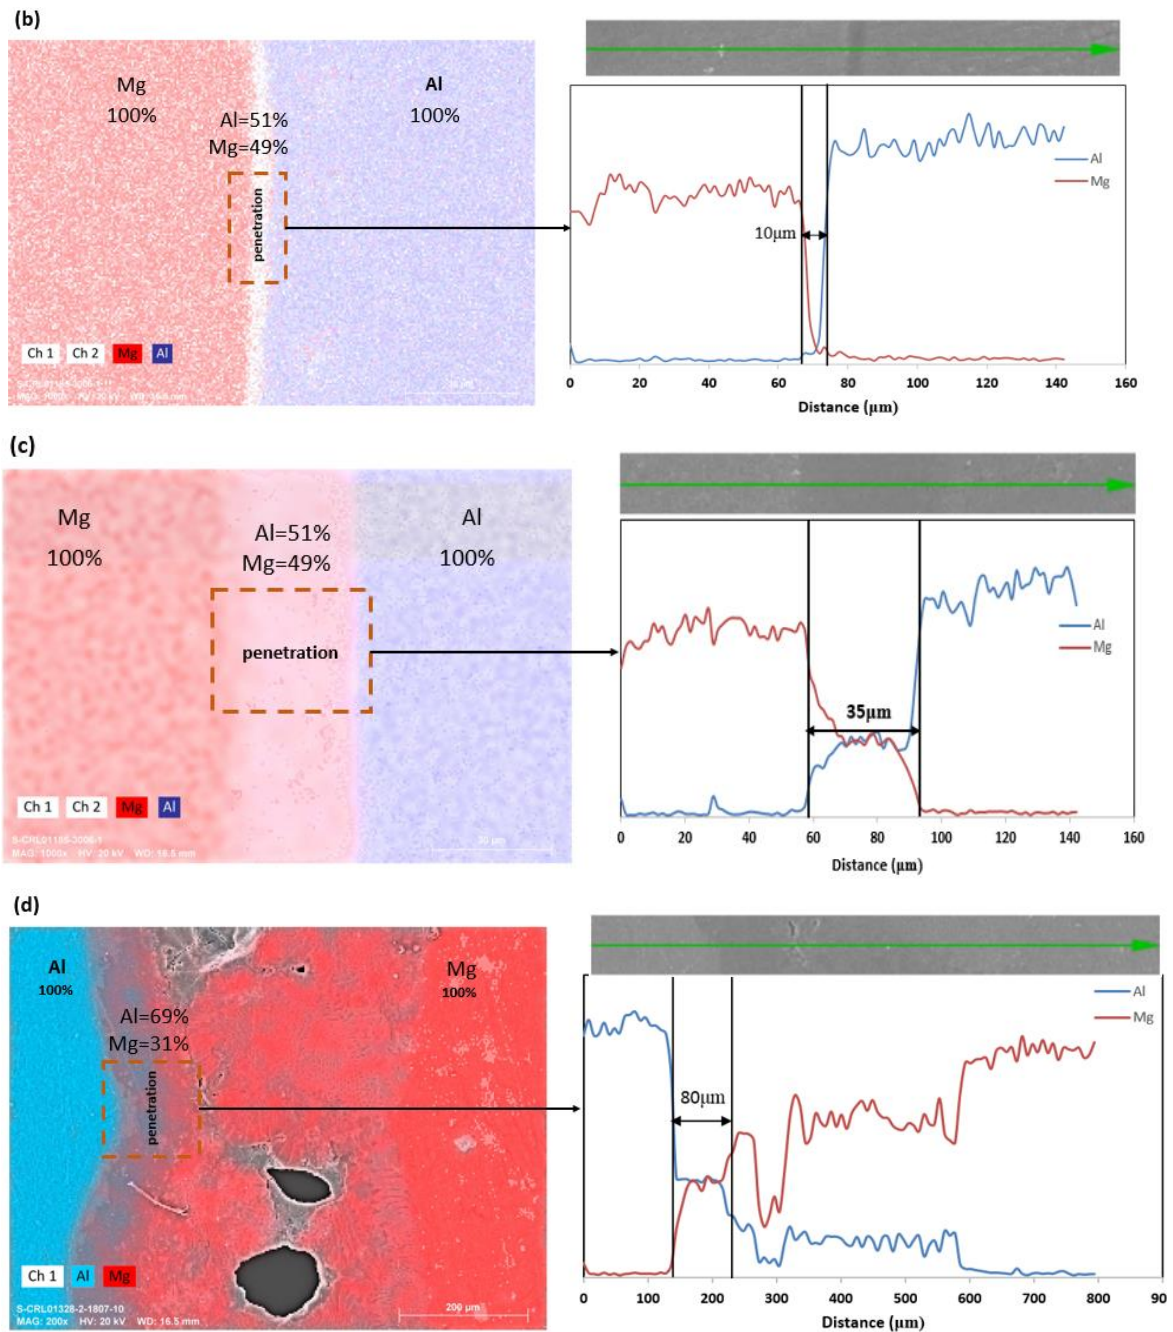 (b)
Mg
100%
Al
100%
Al=51%
Mg=49%
penetration
Ch 1 Ch 2 Mg Al
10μm
Al
Mg
0 20 40 60 80 100 120 140 160
Distance (μm)
(c)
Mg
100%
Al
100%
Al=51%
Mg=49%
penetration
Ch 1 Ch 2 Mg Al
S-CRL01185-3006-1
MAG: 1000x HV: 20 kV WD: 16.5 mm
35μm
Al
Mg
0 20 40 60 80 100 120 140 160
Distance (μm)
(d)
Al
100%
Mg
100%
Al=69%
Mg=31%
penetration
Ch 1 Al Mg
S-CRL01328-2-1807-10
MAG: 200x HV: 20 kV WD: 16.5 mm
200 μm
80μm
Al
Mg
0 100 200 300 400 500 600 700 800 90
Distance (μm)